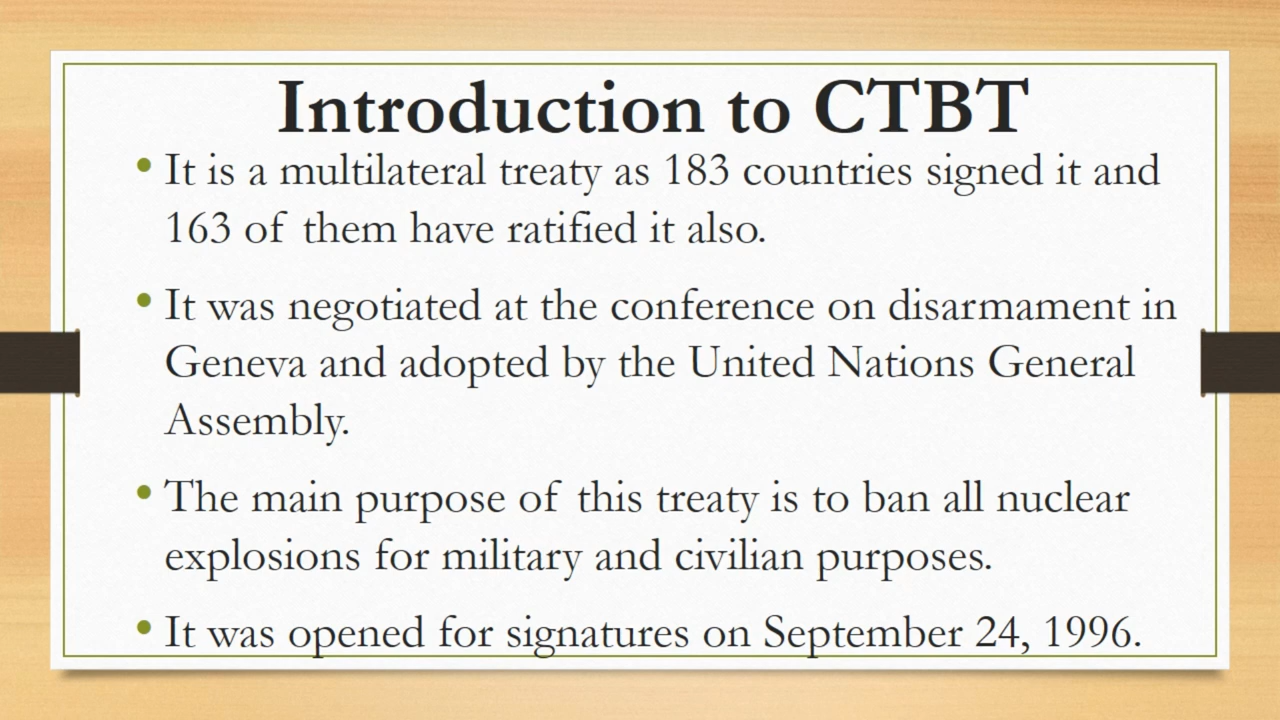 Introduction to CTBT
• It is a multilateral treaty as 183 countries signed it and
163 of them have ratified it also.
• It was negotiated at the conference on disarmament in
Geneva and adopted by the United Nations General
Assembly.
• The main purpose of this treaty is to ban all nuclear
explosions for military and civilian purposes.
• It was opened for signatures on September 24, 1996.